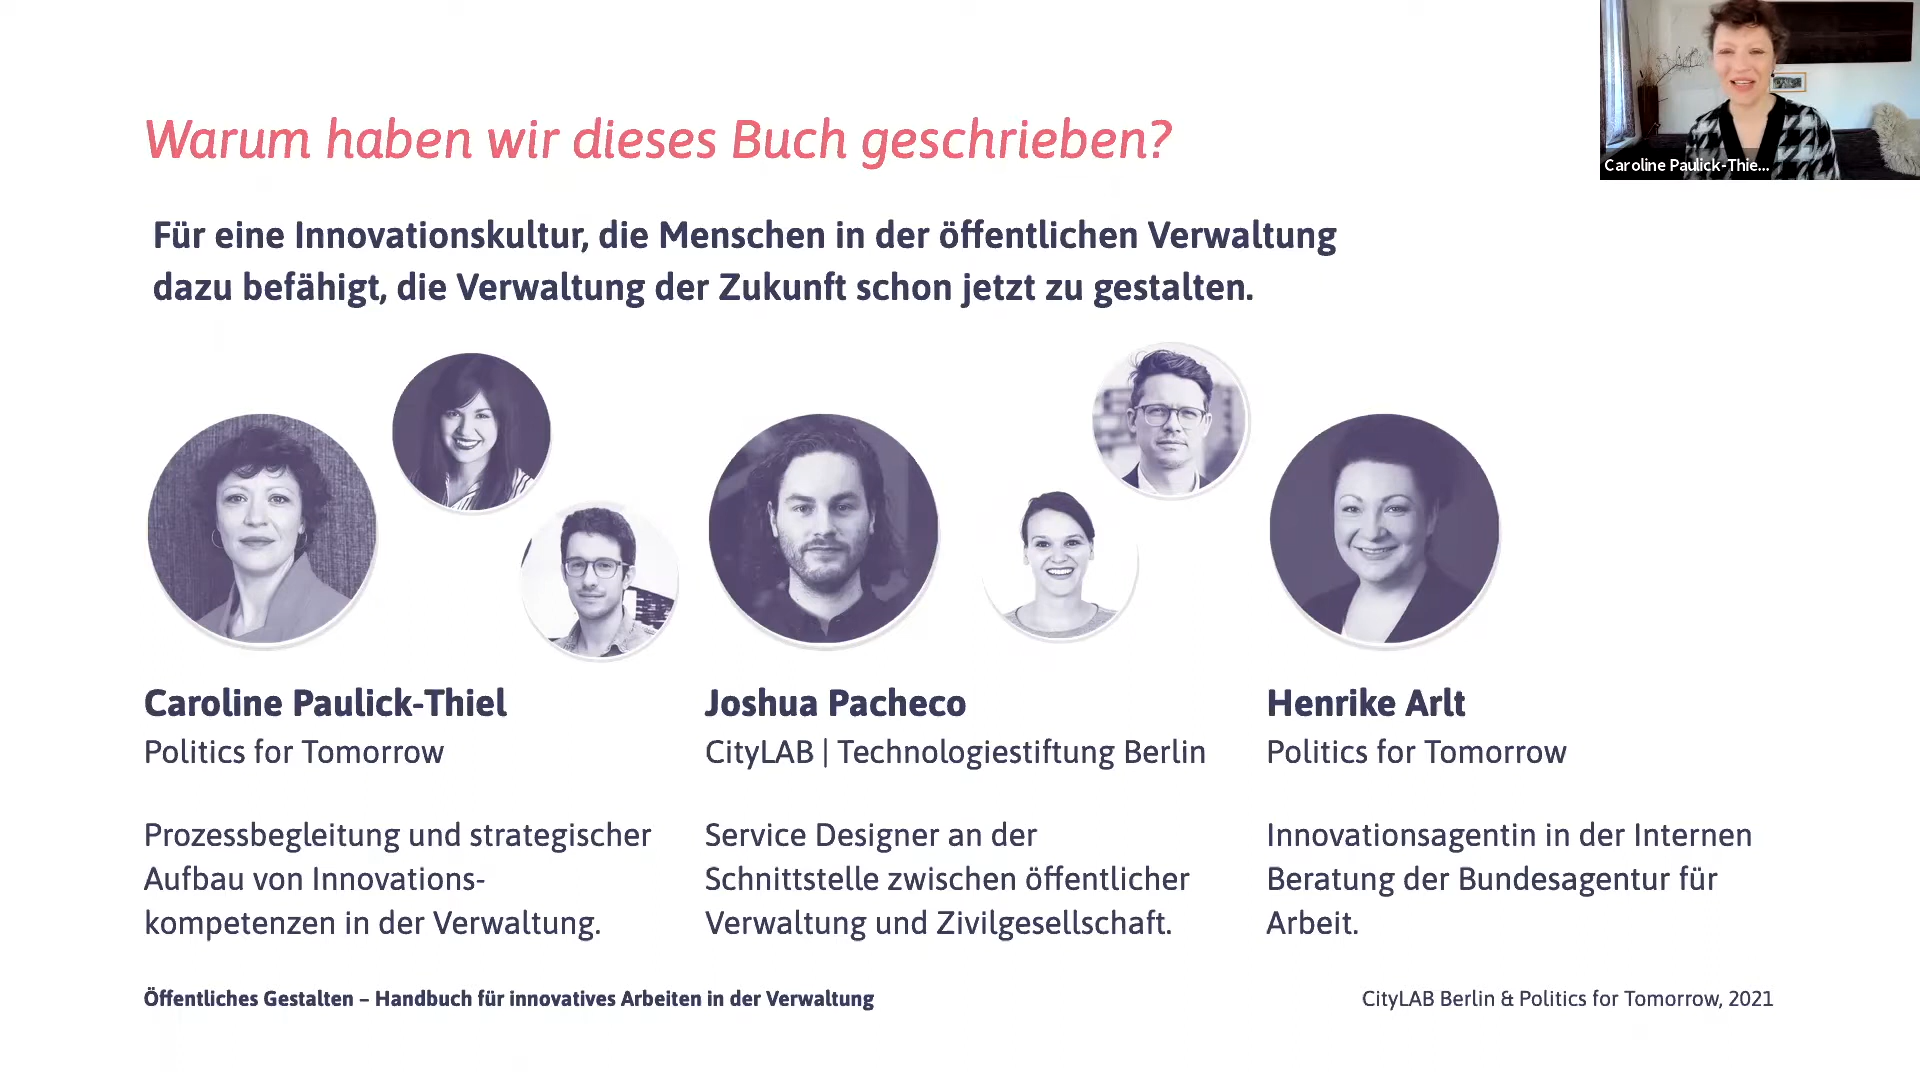 Warum haben wir dieses Buch geschrieben?
Caroline Paulick-Thie...
Für eine Innovationskultur, die Menschen in der öffentlichen Verwaltung
dazu befähigt, die Verwaltung der Zukunft schon jetzt zu gestalten.
Caroline Paulick-Thiel
Politics for Tomorrow
Prozessbegleitung und strategischer
Aufbau von Innovations-
kompetenzen in der Verwaltung.
Joshua Pacheco
CityLAB | Technologiestiftung Berlin
Service Designer an der
Schnittstelle zwischen öffentlicher
Verwaltung und Zivilgesellschaft.
Henrike Arlt
Politics for Tomorrow
Innovationsagentin in der Internen
Beratung der Bundesagentur für
Arbeit.
Öffentliches Gestalten – Handbuch für innovatives Arbeiten in der Verwaltung
CityLAB Berlin & Politics for Tomorrow, 2021